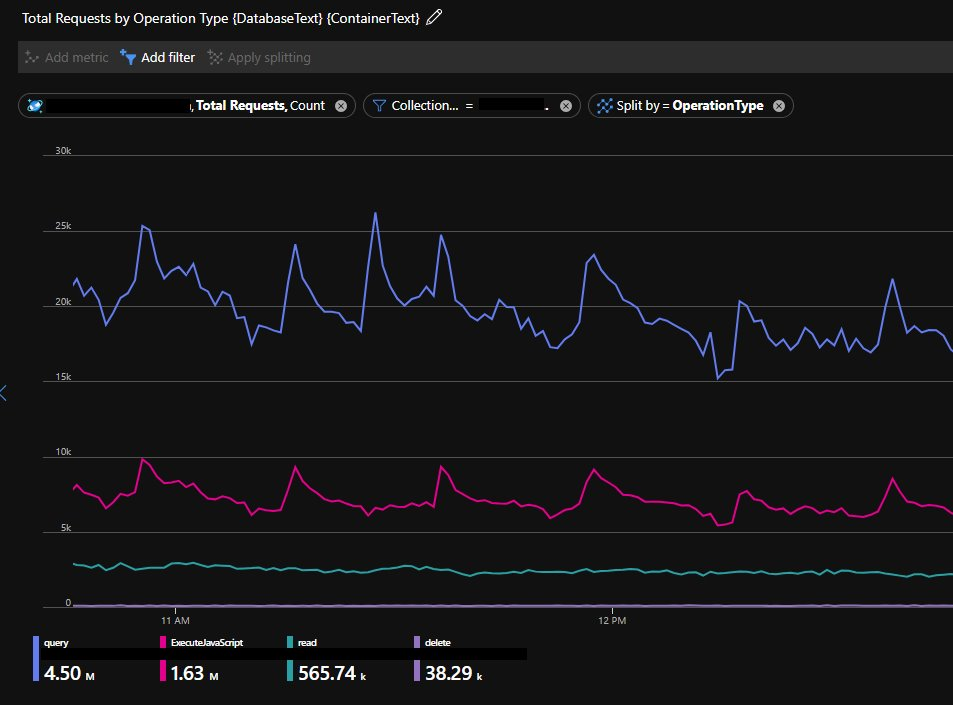 Total Requests by Operation Type {DatabaseText} {ContainerText}
Add metric Add filter Apply splitting
, Total Requests, Count Collection... = . Split by = OperationType
30k
25k
20k
15k
10k
5k
0
11 AM 12 PM
query ExecuteJavaScript read delete
4.50 M 1.63 M 565.74 k 38.29 k